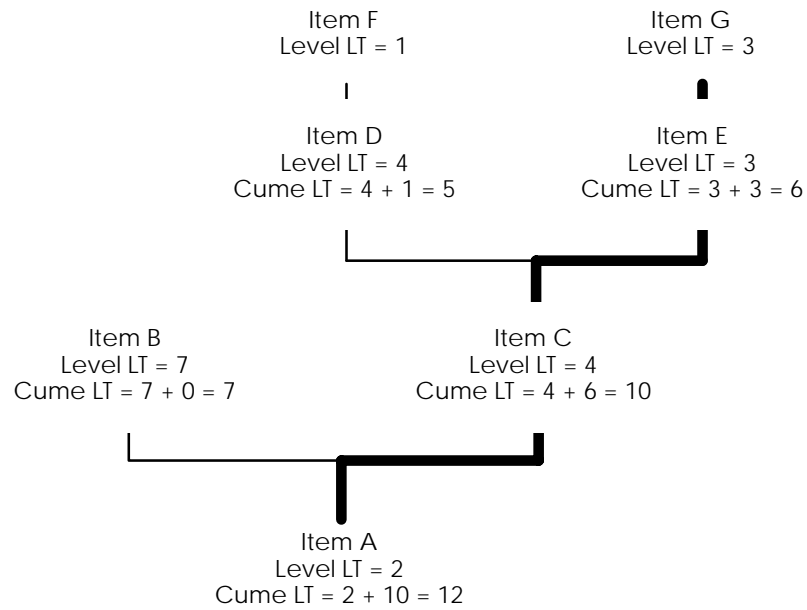 Item F
Level LT = 1
Item G
Level LT = 3
Item D
Level LT = 4
Cume LT = 4 + 1 = 5
Item E
Level LT = 3
Cume LT = 3 + 3 = 6
Item B
Level LT = 7
Cume LT = 7 + 0 = 7
Item C
Level LT = 4
Cume LT = 4 + 6 = 10
Item A
Level LT = 2
Cume LT = 2 + 10 = 12